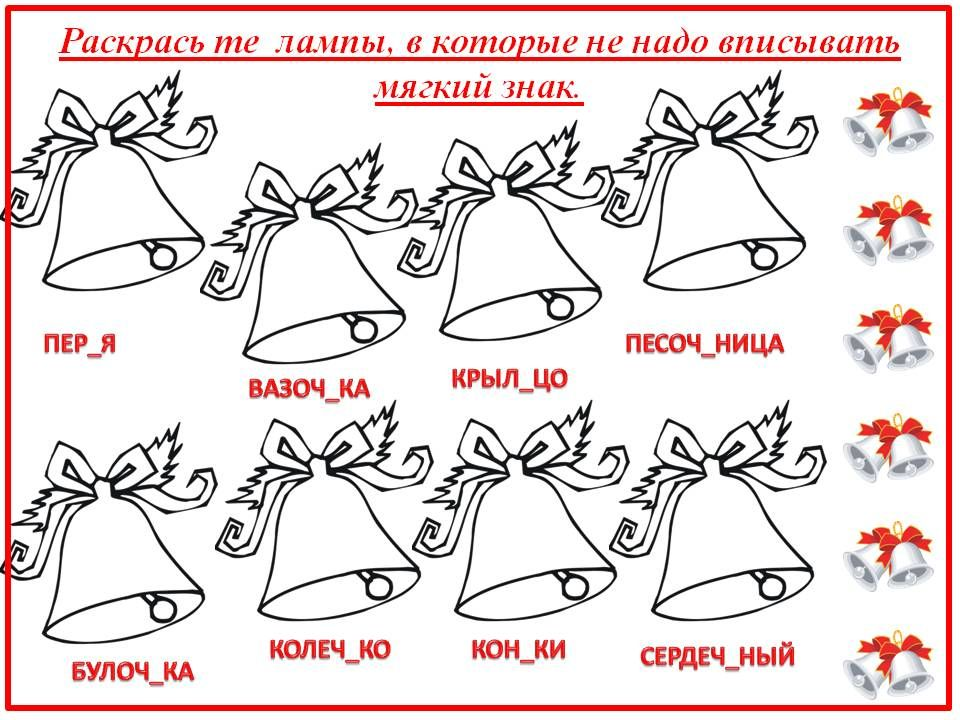 Раскрась те лампы, в которые не надо вписывать
мягкий знак.
ПЕР_Я
ВАЗОЧ_КА
КРЫЛ_ЦО
ПЕСОЧ_НИЦА
БУЛОЧ_КА
КОЛЕЧ_КО
КОН_КИ
СЕРДЕЧ_НЫЙ